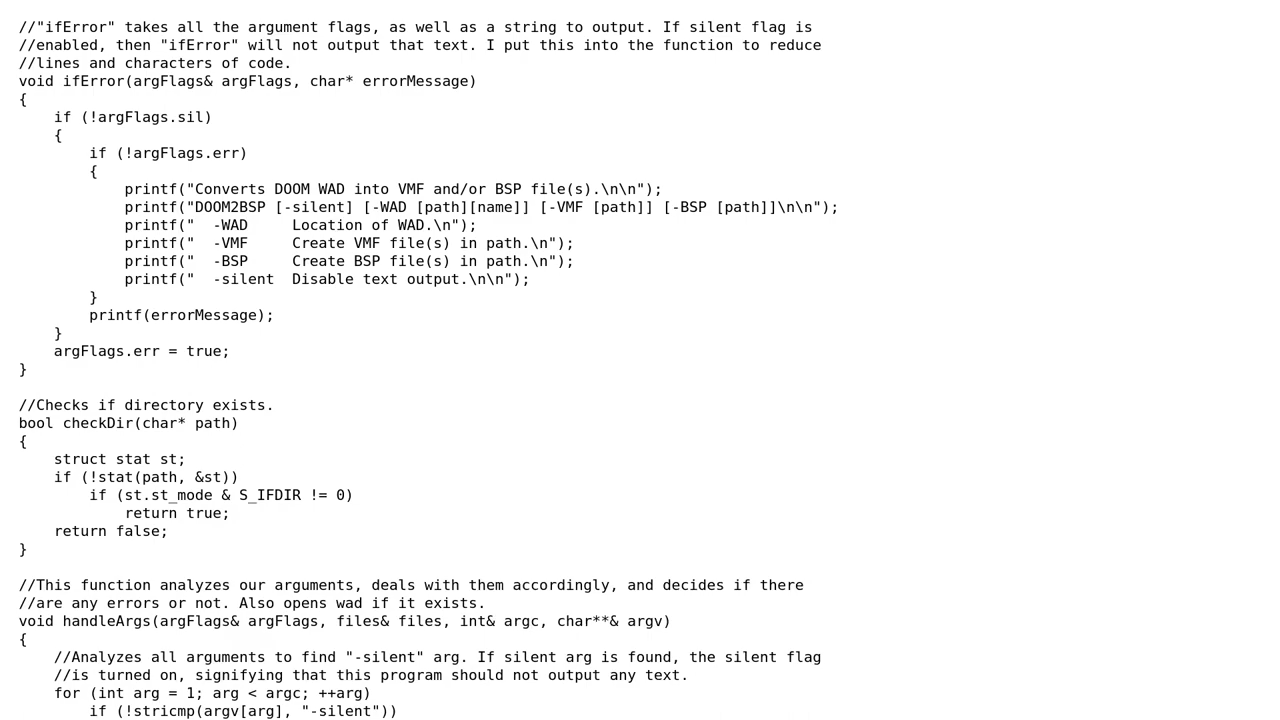 //"ifError" takes all the argument flags, as well as a string to output. If silent flag is
//enabled, then "ifError" will not output that text. I put this into the function to reduce
//lines and characters of code.
void ifError(argFlags& argFlags, char* errorMessage)
{
    if (!argFlags.sil)
    {
        if (!argFlags.err)
        {
            printf("Converts DOOM WAD into VMF and/or BSP file(s).\n\n");
            printf("DOOM2BSP [-silent] [-WAD [path][name]] [-VMF [path]] [-BSP [path]]\n\n");
            printf("  -WAD     Location of WAD.\n");
            printf("  -VMF     Create VMF file(s) in path.\n");
            printf("  -BSP     Create BSP file(s) in path.\n");
            printf("  -silent  Disable text output.\n\n");
        }
        printf(errorMessage);
    }
    argFlags.err = true;
}

//Checks if directory exists.
bool checkDir(char* path)
{
    struct stat st;
    if (!stat(path, &st))
        if (st.st_mode & S_IFDIR != 0)
            return true;
    return false;
}

//This function analyzes our arguments, deals with them accordingly, and decides if there
//are any errors or not. Also opens wad if it exists.
void handleArgs(argFlags& argFlags, files& files, int& argc, char**& argv)
{
    //Analyzes all arguments to find "-silent" arg. If silent arg is found, the silent flag
    //is turned on, signifying that this program should not output any text.
    for (int arg = 1; arg < argc; ++arg)
        if (!stricmp(argv[arg], "-silent"))